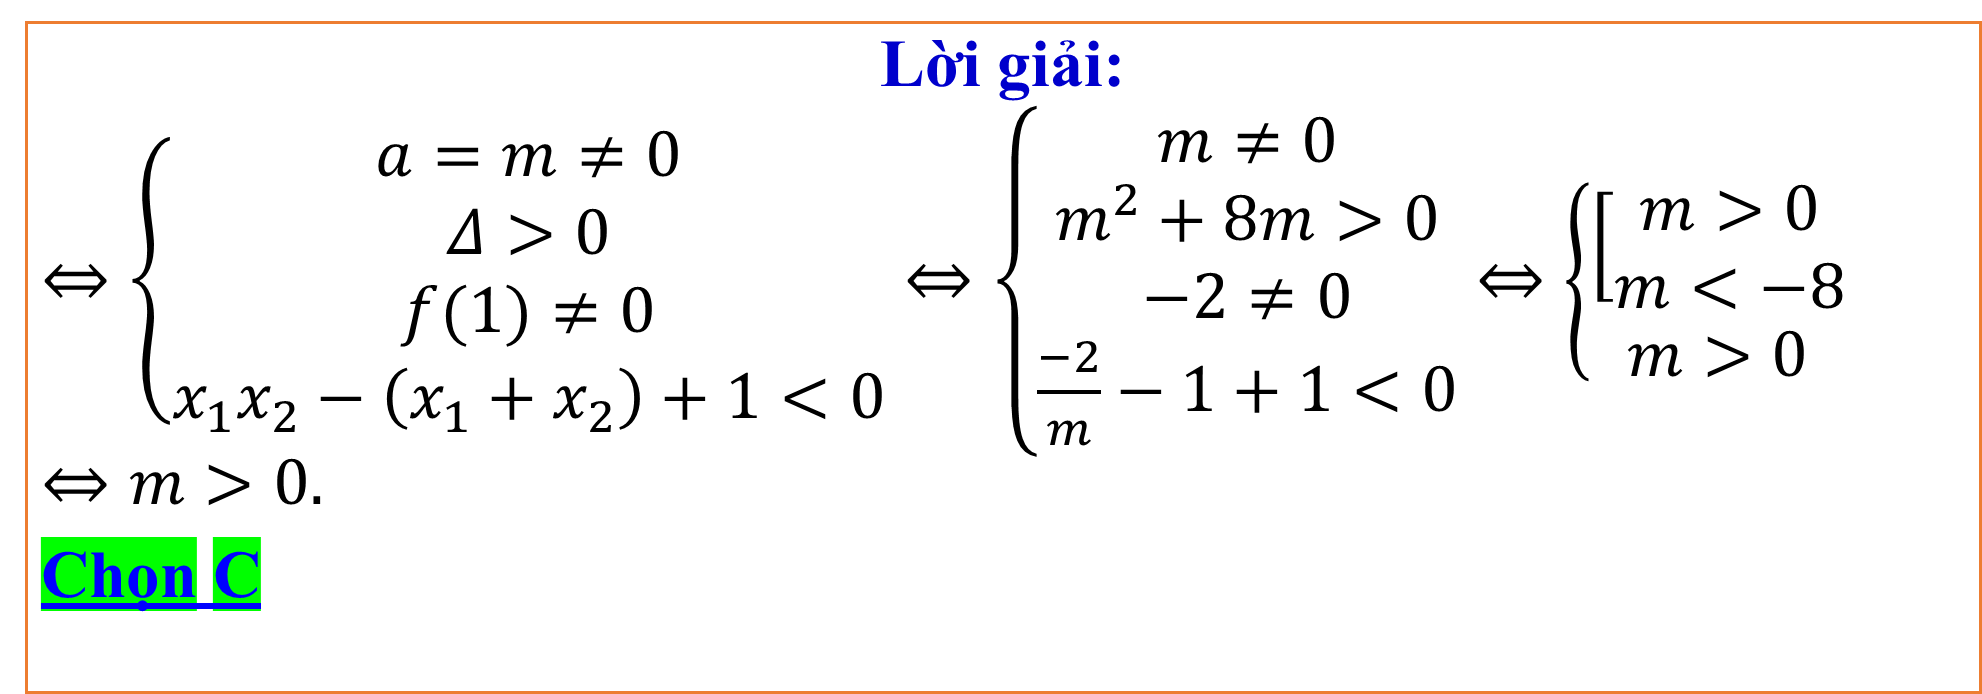 Lời giải:
⇔ { a = m ≠ 0; Δ > 0; f(1) ≠ 0; x₁x₂ − (x₁ + x₂) + 1 < 0 ⇔ { m ≠ 0; m² + 8m > 0; −2 ≠ 0; −2/m − 1 + 1 < 0 ⇔ { [ m > 0; m < −8; m > 0
⇔ m > 0.
Chọn C